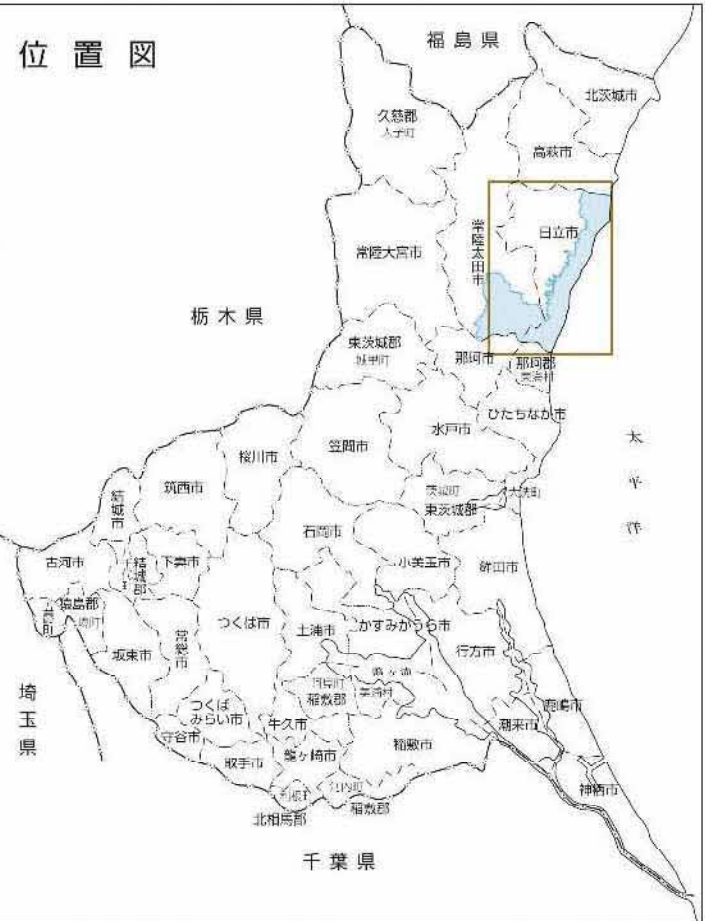 位置図
福島県
北茨城市
久慈郡
大子町
高萩市
日立市
常陸太田市
常陸大宮市
栃木県
東茨城郡
城里町
那珂市
那珂郡
東海村
ひたちなか市
水戸市
笠間市
桜川市
筑西市
結城市
太平洋
茨城町
大洗町
東茨城郡
石岡市
小美玉市
鉾田市
古河市
結城郡
下妻市
猿島郡
境町
坂東市
常総市
つくば市
土浦市
かすみがうら市
行方市
霞ヶ浦
阿見町
稲敷郡
美浦村
鹿嶋市
潮来市
埼玉県
つくば
みらい市
守谷市
牛久市
取手市
龍ヶ崎市
稲敷市
神栖市
利根町
河内町
稲敷郡
北相馬郡
千葉県